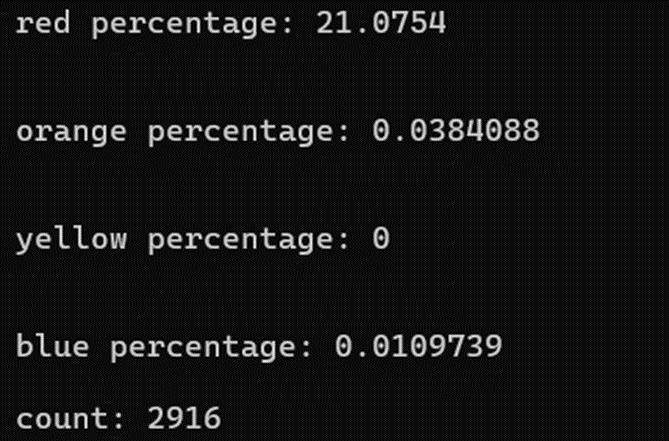 red percentage: 21.0754
orange percentage: 0.0384088
yellow percentage: 0
blue percentage: 0.0109739
count: 2916